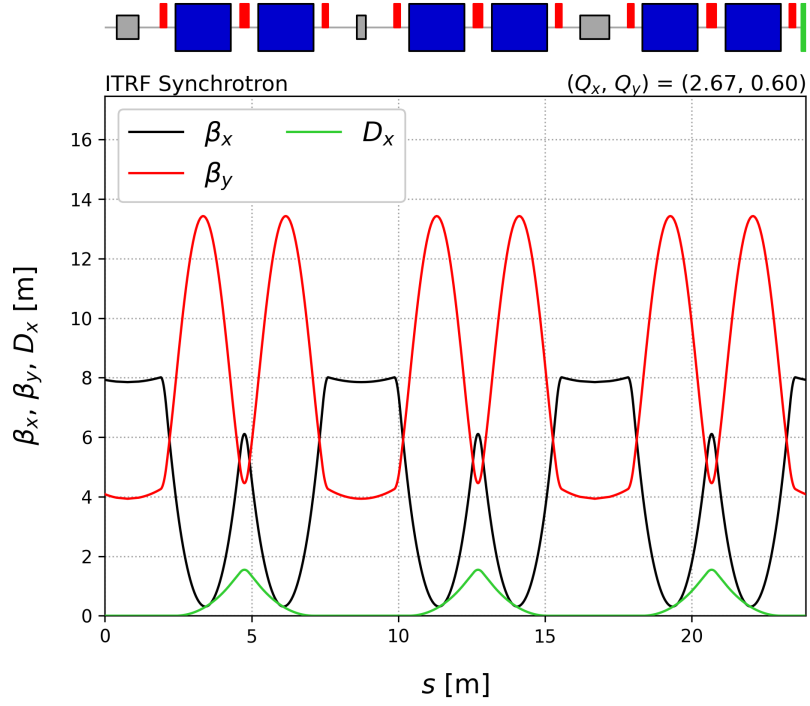 ITRF Synchrotron
(Qx, Qy) = (2.67, 0.60)
βx
Dx
βy
16
14
12
10
8
6
4
2
0
βx, βy, Dx [m]
0 5 10 15 20
s [m]